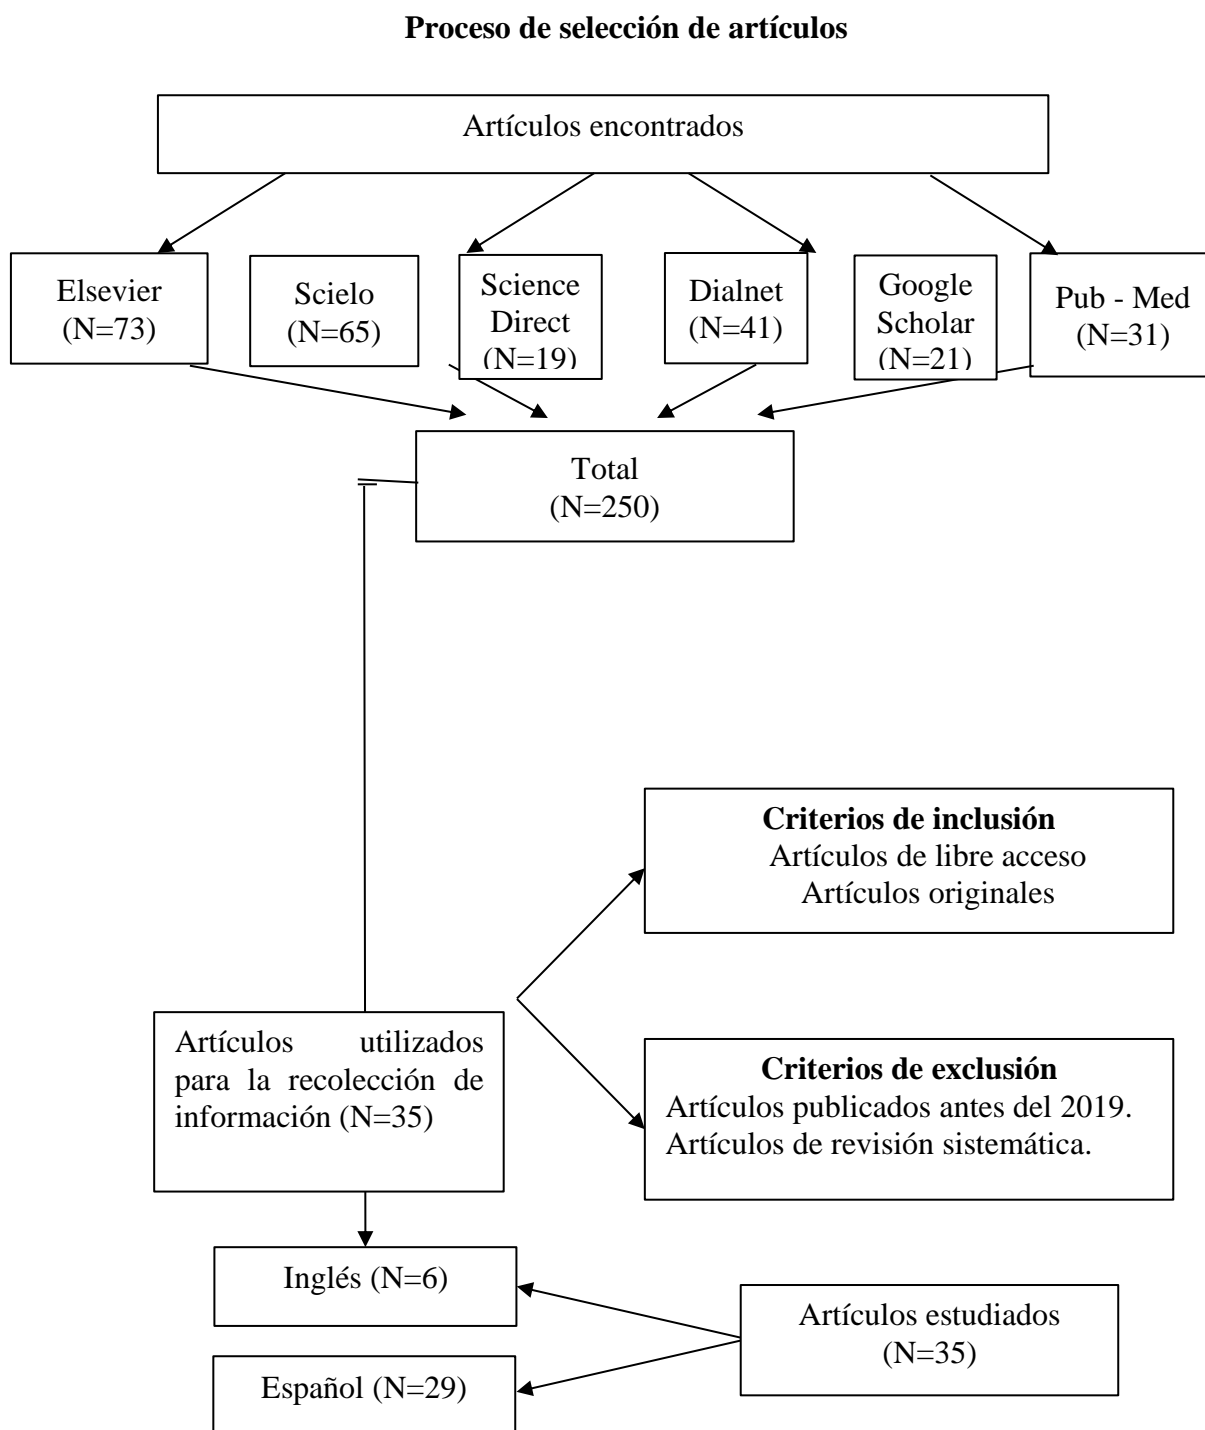 Proceso de selección de artículos
Artículos encontrados
Elsevier
(N=73)
Scielo
(N=65)
Science
Direct
(N=19)
Dialnet
(N=41)
Google
Scholar
(N=21)
Pub - Med
(N=31)
Total
(N=250)
Criterios de inclusión
Artículos de libre acceso
Artículos originales
Artículos utilizados
para la recolección de
información (N=35)
Criterios de exclusión
Artículos publicados antes del 2019.
Artículos de revisión sistemática.
Inglés (N=6)
Artículos estudiados
(N=35)
Español (N=29)